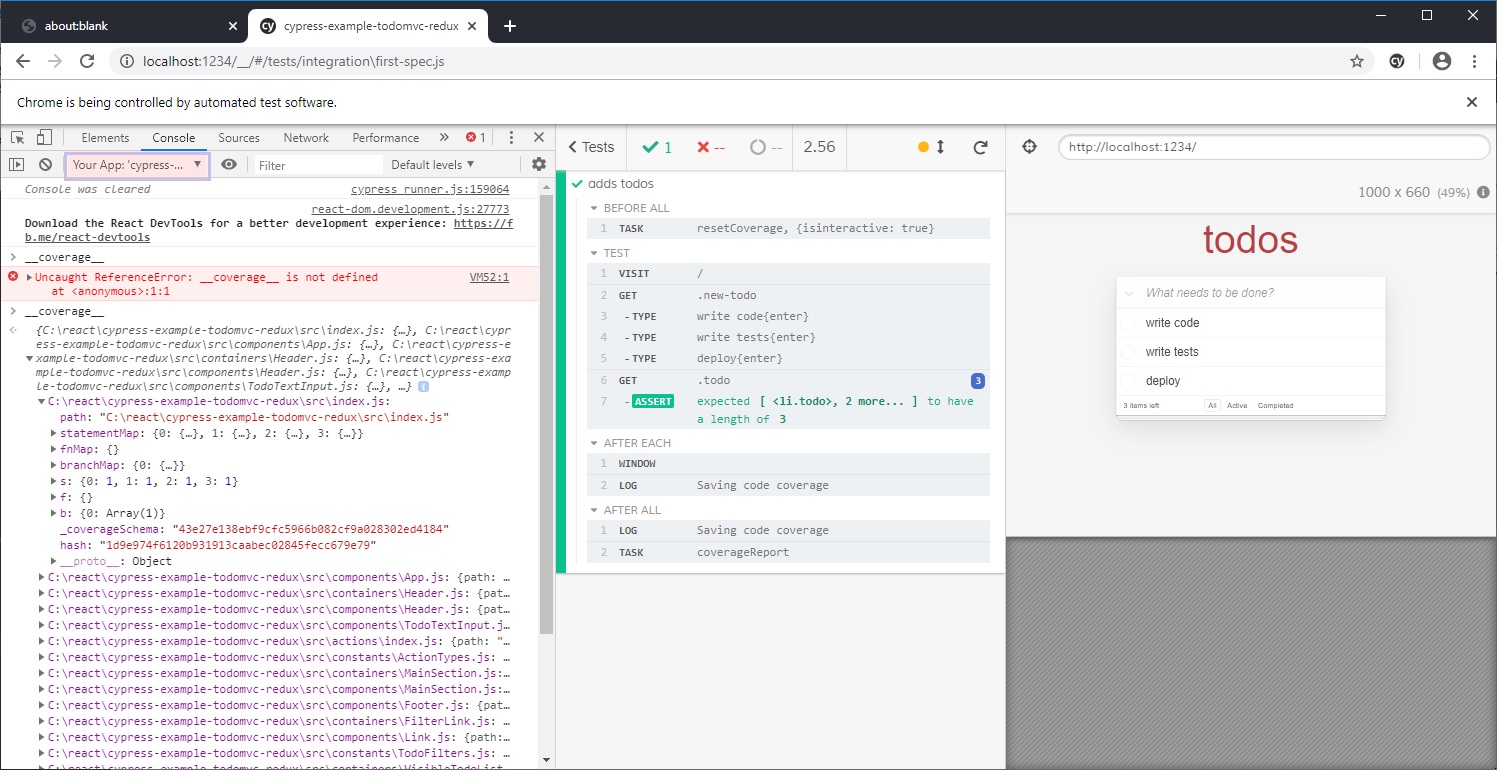 about:blank
cypress-example-todomvc-redux
localhost:1234/__/#/tests/integration\first-spec.js
Chrome is being controlled by automated test software.
Elements Console Sources Network Performance » 1
Your App: 'cypress-... Filter Default levels
Console was cleared cypress runner.js:159064
react-dom.development.js:27773
Download the React DevTools for a better development experience: https://f
b.me/react-devtools
> __coverage__
Uncaught ReferenceError: __coverage__ is not defined VM52:1
at <anonymous>:1:1
> __coverage__
{C:\react\cypress-example-todomvc-redux\src\index.js: {…}, C:\react\cypr
ess-example-todomvc-redux\src\components\App.js: {…}, C:\react\cypress-e
xample-todomvc-redux\src\containers\Header.js: {…}, C:\react\cypress-exa
mple-todomvc-redux\src\components\Header.js: {…}, C:\react\cypress-examp
le-todomvc-redux\src\components\TodoTextInput.js: {…}, …} i
C:\react\cypress-example-todomvc-redux\src\index.js:
path: "C:\react\cypress-example-todomvc-redux\src\index.js"
statementMap: {0: {…}, 1: {…}, 2: {…}, 3: {…}}
fnMap: {}
branchMap: {0: {…}}
s: {0: 1, 1: 1, 2: 1, 3: 1}
f: {}
b: {0: Array(1)}
_coverageSchema: "43e27e138ebf9cfc5966b082cf9a028302ed4184"
hash: "1d9e974f6120b931913caabec02845fecc679e79"
__proto__: Object
C:\react\cypress-example-todomvc-redux\src\components\App.js: {path: …
C:\react\cypress-example-todomvc-redux\src\containers\Header.js: {pat…
C:\react\cypress-example-todomvc-redux\src\components\Header.js: {pat…
C:\react\cypress-example-todomvc-redux\src\components\TodoTextInput.j…
C:\react\cypress-example-todomvc-redux\src\actions\index.js: {path: "…
C:\react\cypress-example-todomvc-redux\src\constants\ActionTypes.js: …
C:\react\cypress-example-todomvc-redux\src\containers\MainSection.js:…
C:\react\cypress-example-todomvc-redux\src\components\MainSection.js:…
C:\react\cypress-example-todomvc-redux\src\components\Footer.js: {pat…
C:\react\cypress-example-todomvc-redux\src\containers\FilterLink.js: …
C:\react\cypress-example-todomvc-redux\src\components\Link.js: {path:…
C:\react\cypress-example-todomvc-redux\src\constants\TodoFilters.js: …
C:\react\cypress-example-todomvc-redux\src\containers\VisibleTodoList
Tests 1 -- -- 2.56
adds todos
BEFORE ALL
1 TASK resetCoverage, {isinteractive: true}
TEST
1 VISIT /
2 GET .new-todo
3 -TYPE write code{enter}
4 -TYPE write tests{enter}
5 -TYPE deploy{enter}
6 GET .todo 3
7 -ASSERT expected [ <li.todo>, 2 more... ] to have
a length of 3
AFTER EACH
1 WINDOW
2 LOG Saving code coverage
AFTER ALL
1 LOG Saving code coverage
2 TASK coverageReport
http://localhost:1234/
1000 x 660 (49%)
todos
What needs to be done?
write code
write tests
deploy
3 items left All Active Completed